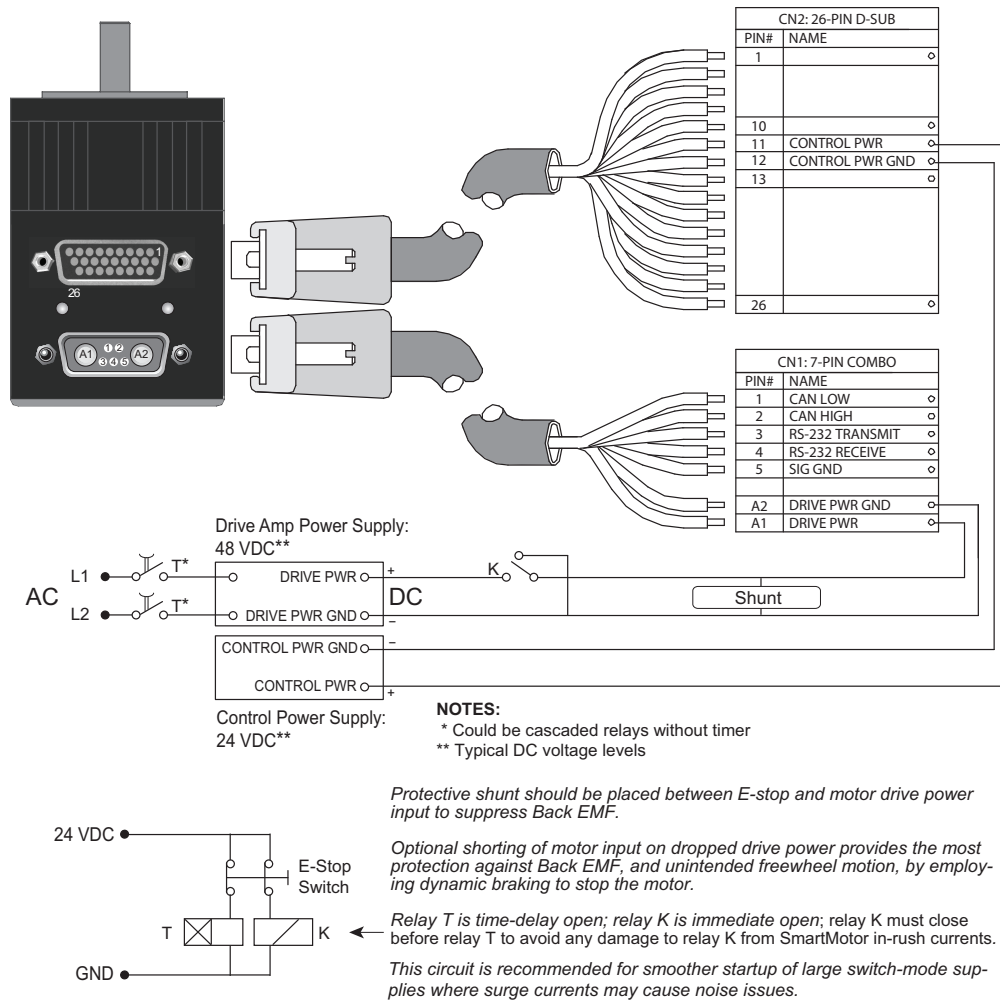 CN2: 26-PIN D-SUB
PIN# NAME
1
10
11 CONTROL PWR
12 CONTROL PWR GND
13
26
1
26
A1 1 2 A2
3 4 5
CN1: 7-PIN COMBO
PIN# NAME
1 CAN LOW
2 CAN HIGH
3 RS-232 TRANSMIT
4 RS-232 RECEIVE
5 SIG GND
A2 DRIVE PWR GND
A1 DRIVE PWR
Drive Amp Power Supply:
48 VDC**
AC
L1 T*
L2 T*
DRIVE PWR +
DRIVE PWR GND –
DC
K
Shunt
CONTROL PWR GND –
CONTROL PWR +
Control Power Supply:
24 VDC**
NOTES:
* Could be cascaded relays without timer
** Typical DC voltage levels
Protective shunt should be placed between E-stop and motor drive power
input to suppress Back EMF.
Optional shorting of motor input on dropped drive power provides the most
protection against Back EMF, and unintended freewheel motion, by employ-
ing dynamic braking to stop the motor.
Relay T is time-delay open; relay K is immediate open; relay K must close
before relay T to avoid any damage to relay K from SmartMotor in-rush currents.
This circuit is recommended for smoother startup of large switch-mode sup-
plies where surge currents may cause noise issues.
24 VDC
E-Stop
Switch
T
K
GND